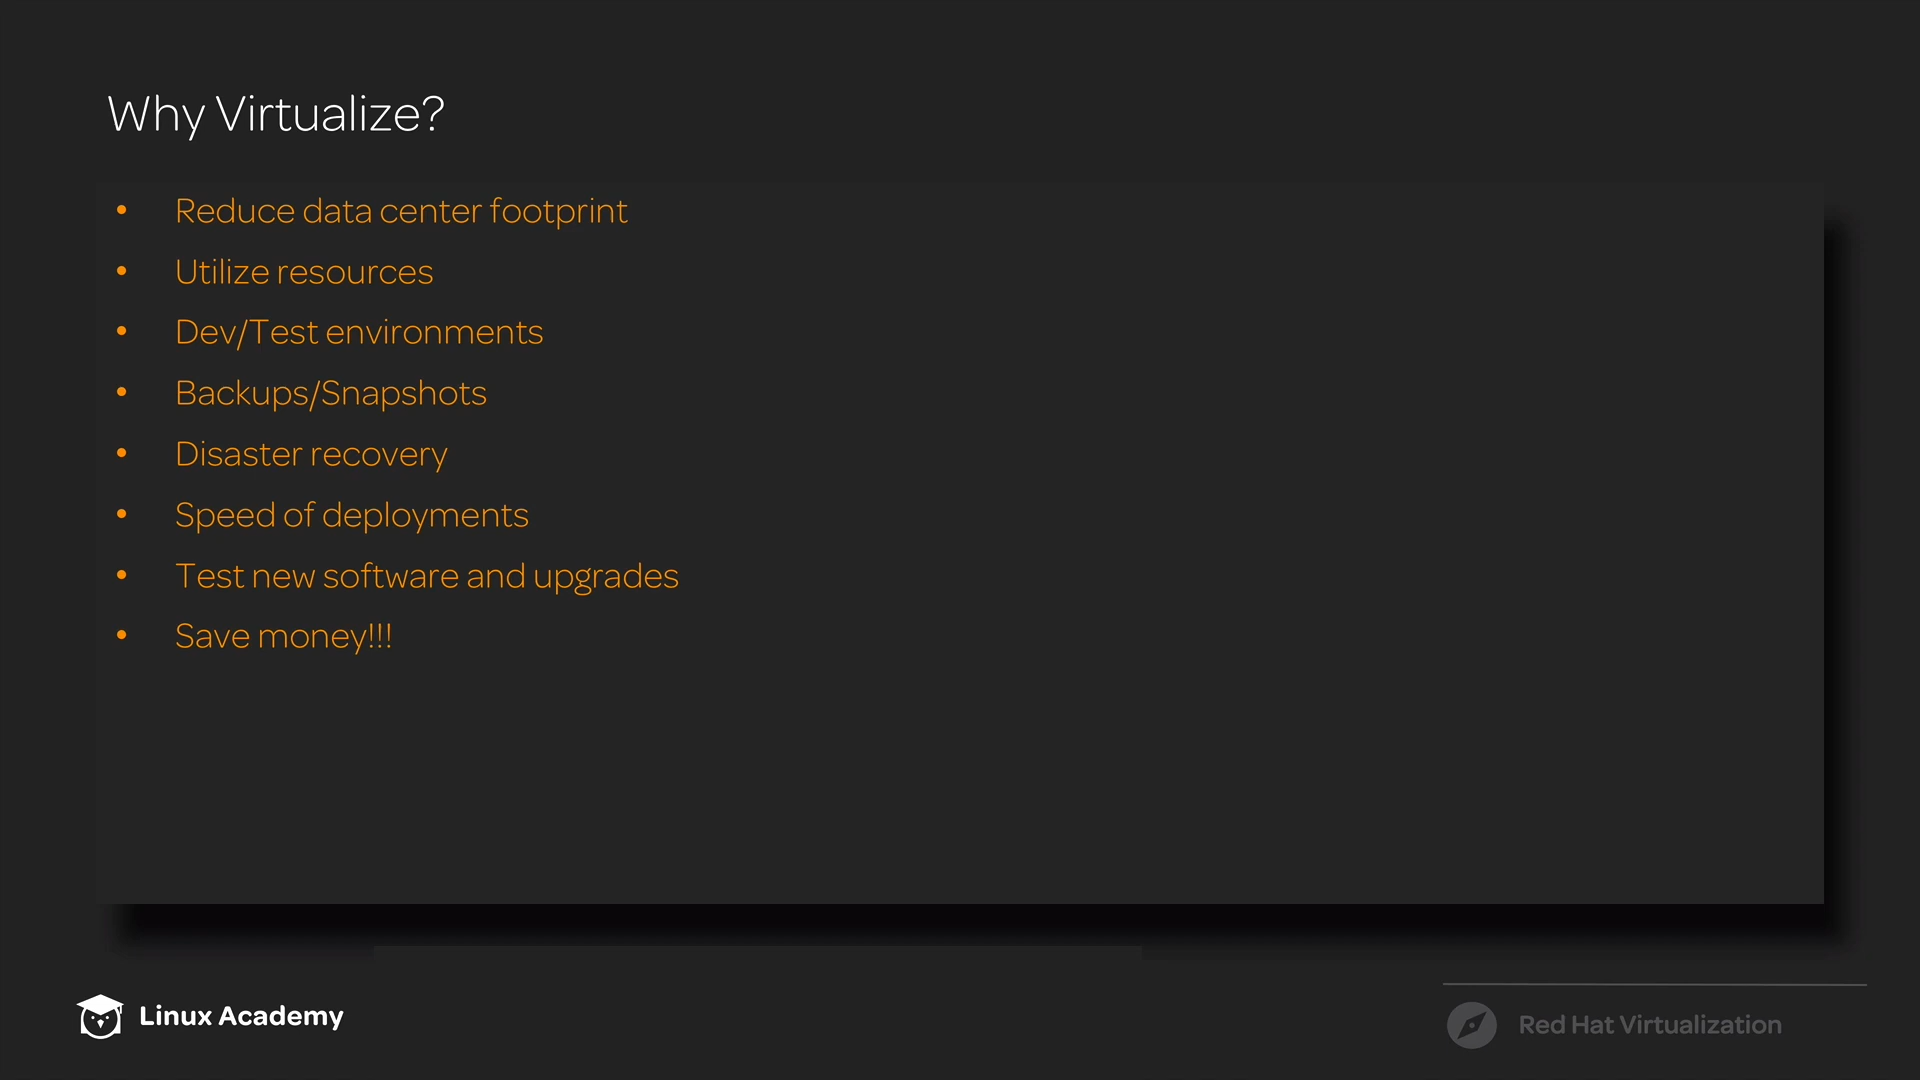 Why Virtualize?
• Reduce data center footprint
• Utilize resources
• Dev/Test environments
• Backups/Snapshots
• Disaster recovery
• Speed of deployments
• Test new software and upgrades
• Save money!!!
Linux Academy
Red Hat Virtualization